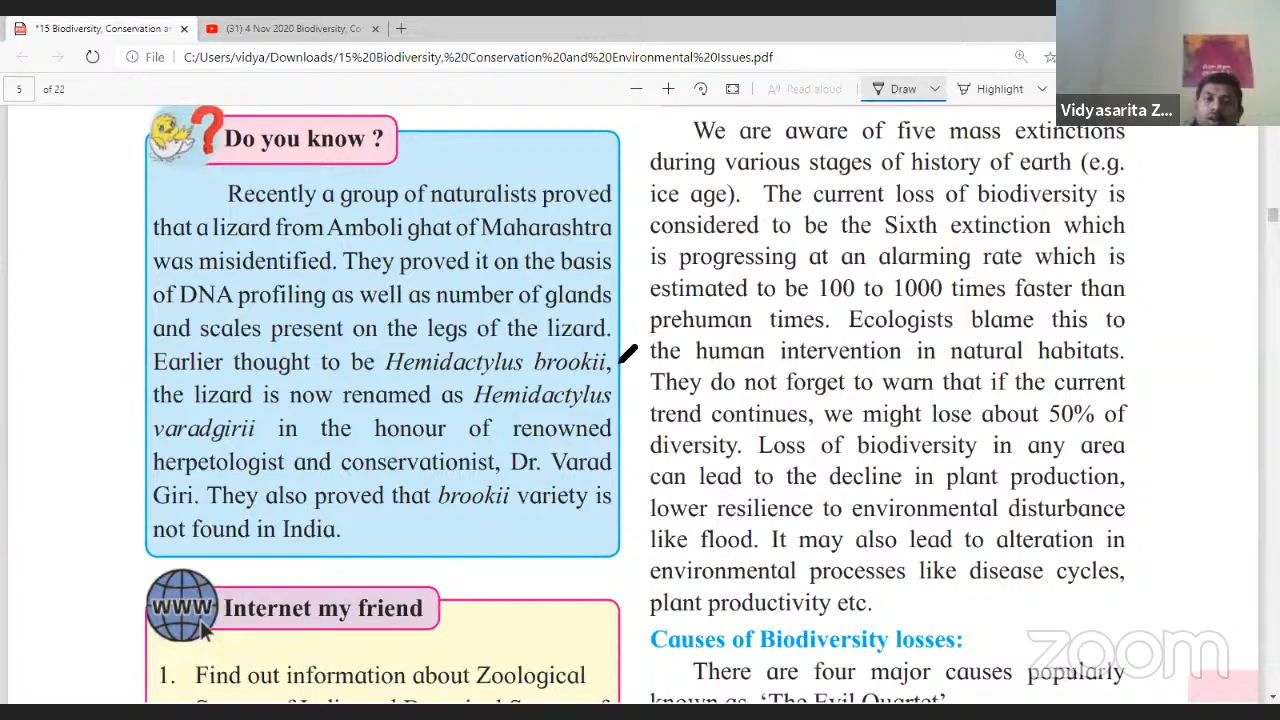 *15 Biodiversity, Conservation a
(31) 4 Nov 2020 Biodiversity, Co
File C:/Users/vidya/Downloads/15%20Biodiversity,%20Conservation%20and%20Environmental%20Issues.pdf
5 of 22
Read aloud
Draw
Highlight
Vidyasarita Z...
Do you know ?
Recently a group of naturalists proved
that a lizard from Amboli ghat of Maharashtra
was misidentified. They proved it on the basis
of DNA profiling as well as number of glands
and scales present on the legs of the lizard.
Earlier thought to be Hemidactylus brookii,
the lizard is now renamed as Hemidactylus
varadgirii in the honour of renowned
herpetologist and conservationist, Dr. Varad
Giri. They also proved that brookii variety is
not found in India.
www
Internet my friend
1. Find out information about Zoological
We are aware of five mass extinctions
during various stages of history of earth (e.g.
ice age). The current loss of biodiversity is
considered to be the Sixth extinction which
is progressing at an alarming rate which is
estimated to be 100 to 1000 times faster than
prehuman times. Ecologists blame this to
the human intervention in natural habitats.
They do not forget to warn that if the current
trend continues, we might lose about 50% of
diversity. Loss of biodiversity in any area
can lead to the decline in plant production,
lower resilience to environmental disturbance
like flood. It may also lead to alteration in
environmental processes like disease cycles,
plant productivity etc.
Causes of Biodiversity losses:
There are four major causes popularly
known as 'The Evil Quartet'
zoom